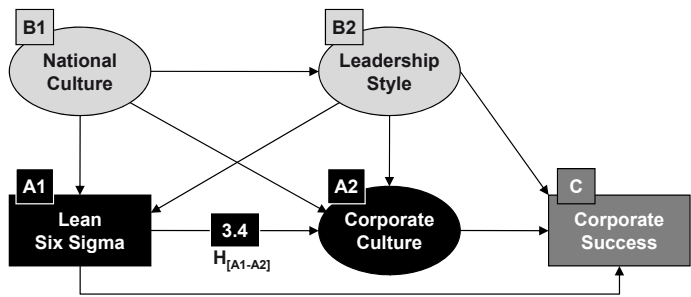 B1
National
Culture
B2
Leadership
Style
A1
Lean
Six Sigma
3.4
H[A1-A2]
A2
Corporate
Culture
C
Corporate
Success